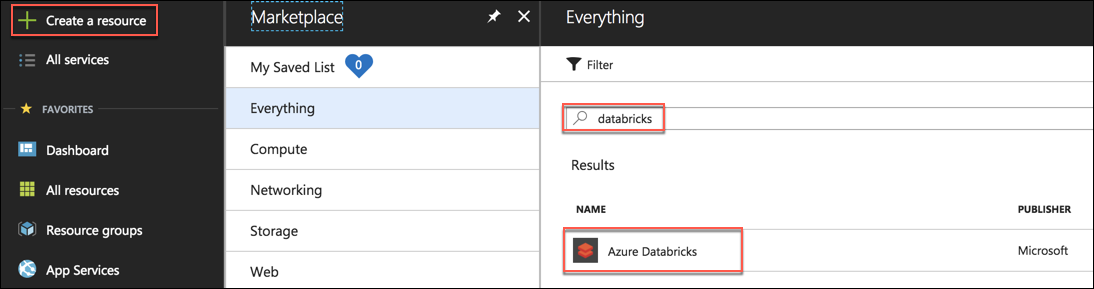 Create a resource
All services
FAVORITES
Dashboard
All resources
Resource groups
App Services
Marketplace
My Saved List 0
Everything
Compute
Networking
Storage
Web
Everything
Filter
databricks
Results
NAME PUBLISHER
Azure Databricks Microsoft